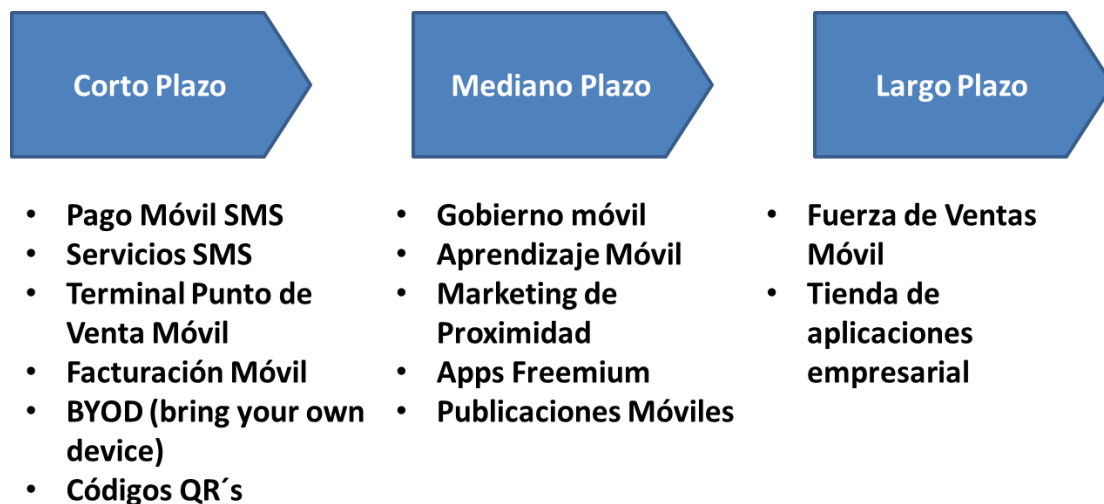 Corto Plazo
Mediano Plazo
Largo Plazo
• Pago Móvil SMS
• Servicios SMS
• Terminal Punto de
Venta Móvil
• Facturación Móvil
• BYOD (bring your own
device)
• Códigos QR´s
• Gobierno móvil
• Aprendizaje Móvil
• Marketing de
Proximidad
• Apps Freemium
• Publicaciones Móviles
• Fuerza de Ventas
Móvil
• Tienda de
aplicaciones
empresarial